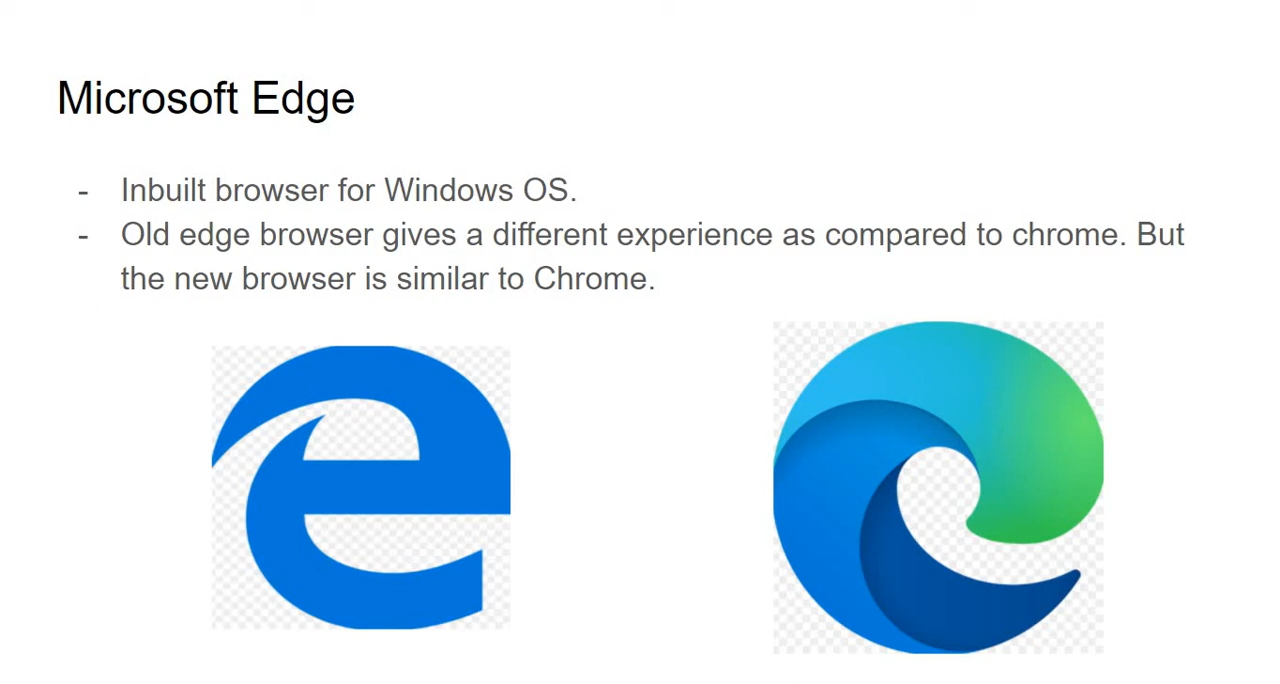 Microsoft Edge
- Inbuilt browser for Windows OS.
- Old edge browser gives a different experience as compared to chrome. But
the new browser is similar to Chrome.